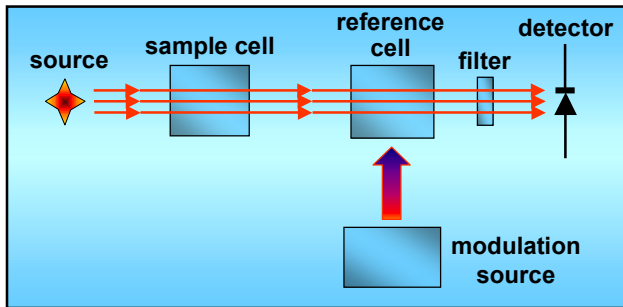 source
sample cell
reference
cell
filter
detector
modulation
source